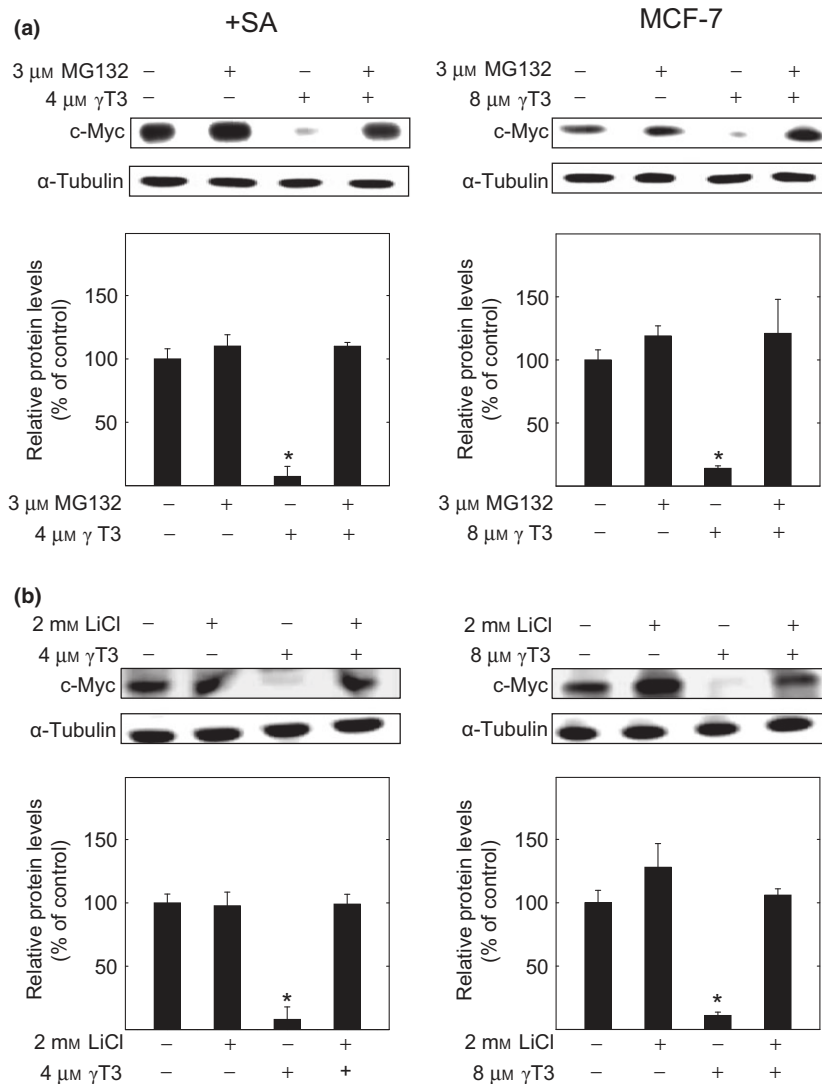 (a) +SA MCF-7
3 μM MG132 – + – + 3 μM MG132 – + – +
4 μM γT3 – – + + 8 μM γT3 – – + +
c-Myc c-Myc
α-Tubulin α-Tubulin
Relative protein levels (% of control) 150 100 50 * Relative protein levels (% of control) 150 100 50 *
3 μM MG132 – + – + 3 μM MG132 – + – +
4 μM γ T3 – – + + 8 μM γ T3 – – + +
(b)
2 mM LiCl – + – + 2 mM LiCl – + – +
4 μM γT3 – – + + 8 μM γT3 – – + +
c-Myc c-Myc
α-Tubulin α-Tubulin
Relative protein levels (% of control) 150 100 50 * Relative protein levels (% of control) 150 100 50 *
2 mM LiCl – + – + 2 mM LiCl – + – +
4 μM γT3 – – + + 8 μM γT3 – – + +